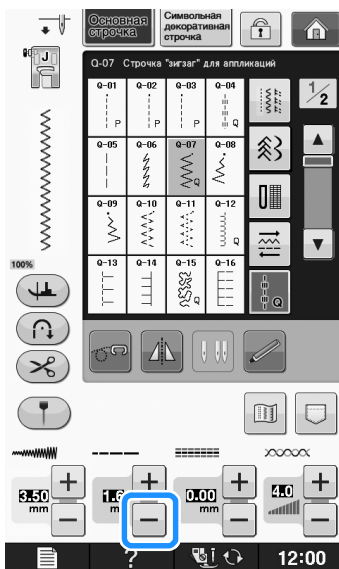 Основная строчка
Символьная декоративная строчка
J
Q-07 Строчка "зигзаг" для аппликаций
1/2
Q-01 Q-02 Q-03 Q-04
P P P Q
Q-05 Q-06 Q-07 Q-08
Q Q
Q-09 Q-10 Q-11 Q-12
Q
Q-13 Q-14 Q-15 Q-16
Q
Q
100%
3.50 mm
mm
0.00 mm
4.0
?
12:00